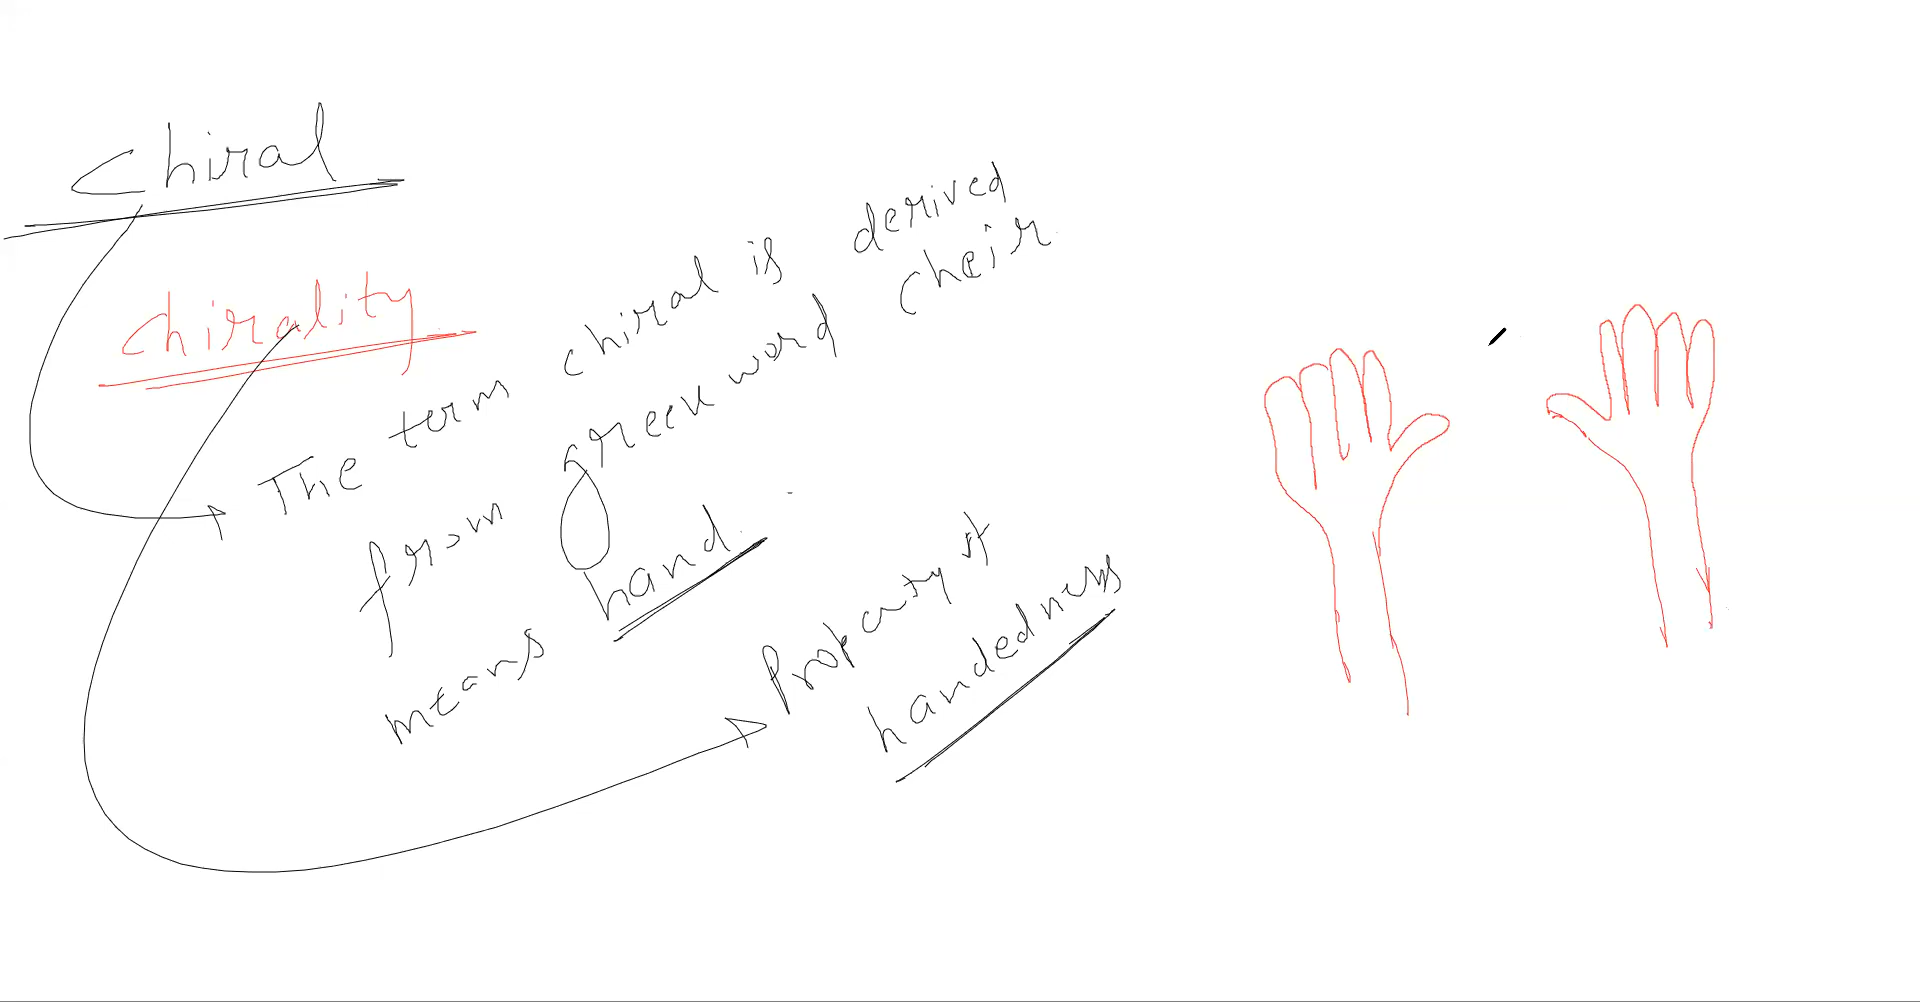 Chiral
Chirality
The term chiral is derived
from greek word cheir
means hand.
Property of
handedness